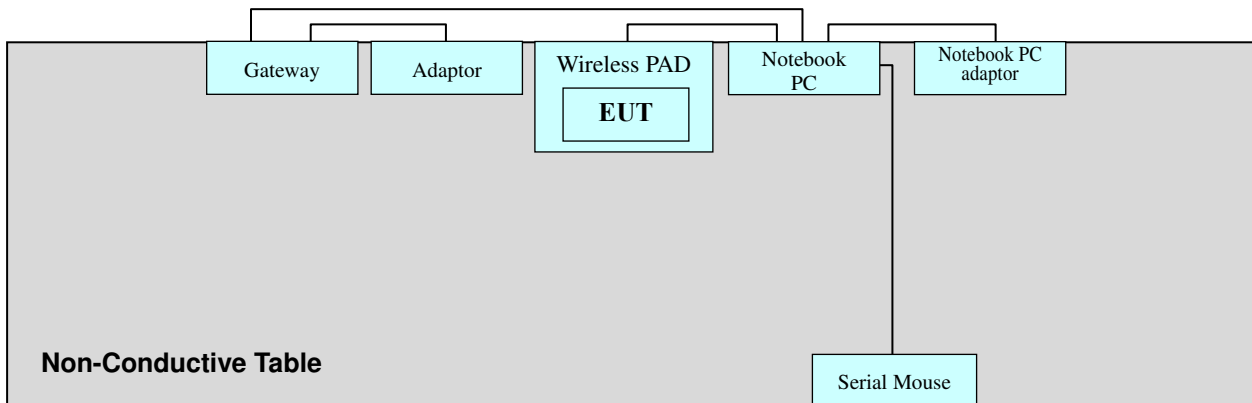 Gateway
Adaptor
Wireless PAD
EUT
Notebook
PC
Notebook PC
adaptor
Non-Conductive Table
Serial Mouse